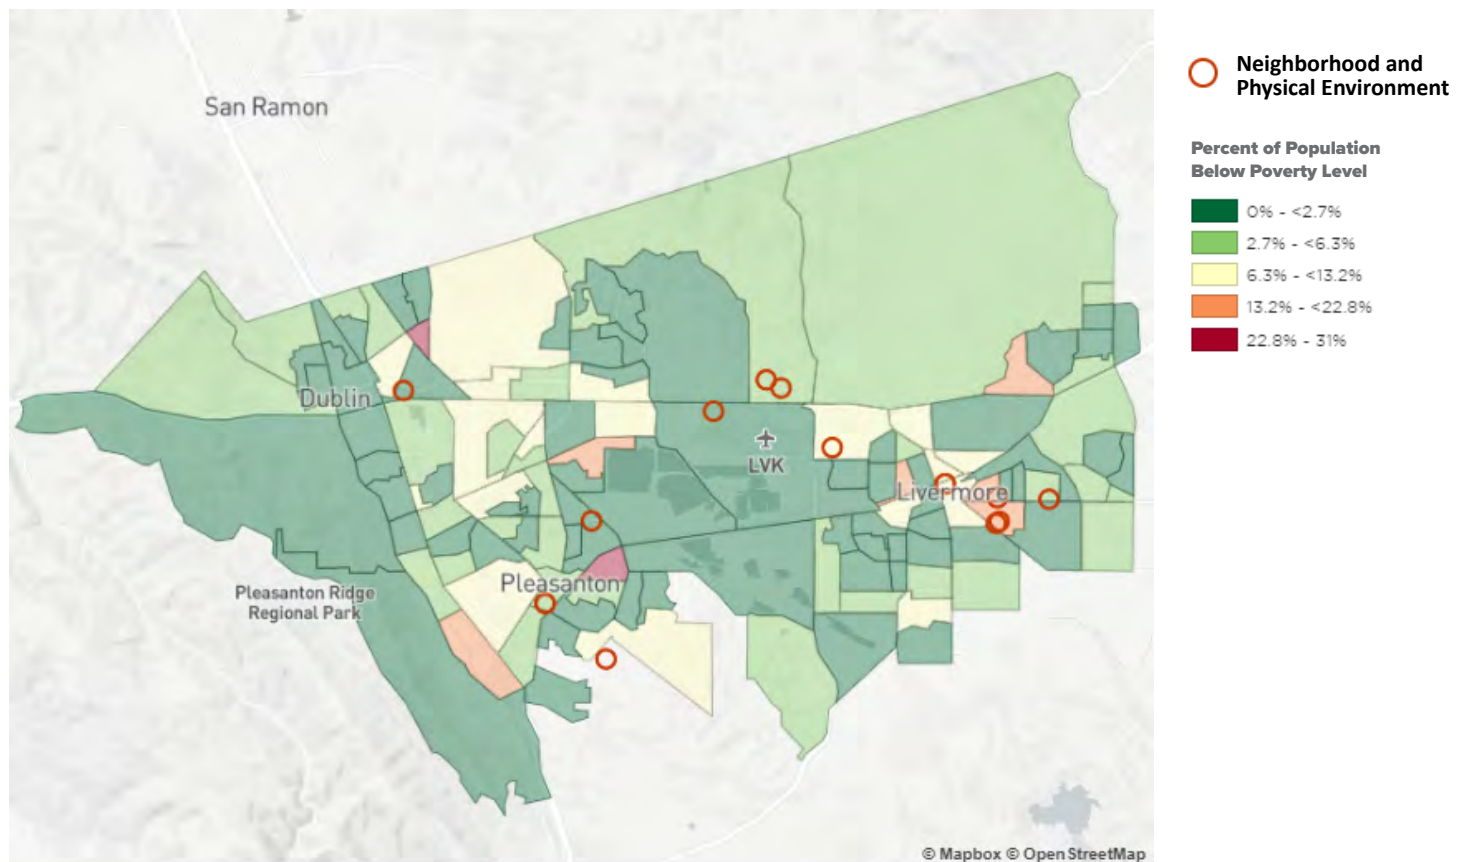 San Ramon
Dublin
LVK
Livermore
Pleasanton
Pleasanton Ridge
Regional Park
© Mapbox © OpenStreetMap
Neighborhood and
Physical Environment
Percent of Population
Below Poverty Level
0% - <2.7%
2.7% - <6.3%
6.3% - <13.2%
13.2% - <22.8%
22.8% - 31%